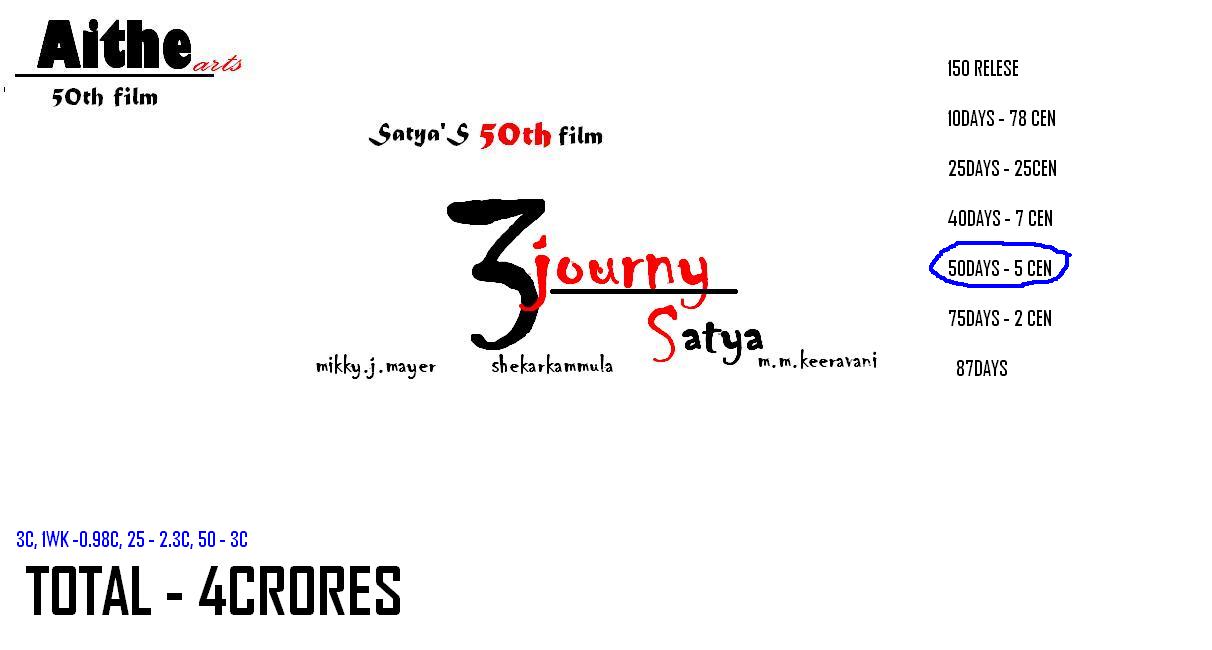 Aithe arts
50th film
Satya'S 50th film
3 journy
Satya
mikky.j.mayer shekarkammula m.m.keeravani
150 RELESE
10DAYS - 78 CEN
25DAYS - 25CEN
40DAYS - 7 CEN
50DAYS - 5 CEN
75DAYS - 2 CEN
87DAYS
3C, 1WK -0.98C, 25 - 2.3C, 50 - 3C
TOTAL - 4CRORES